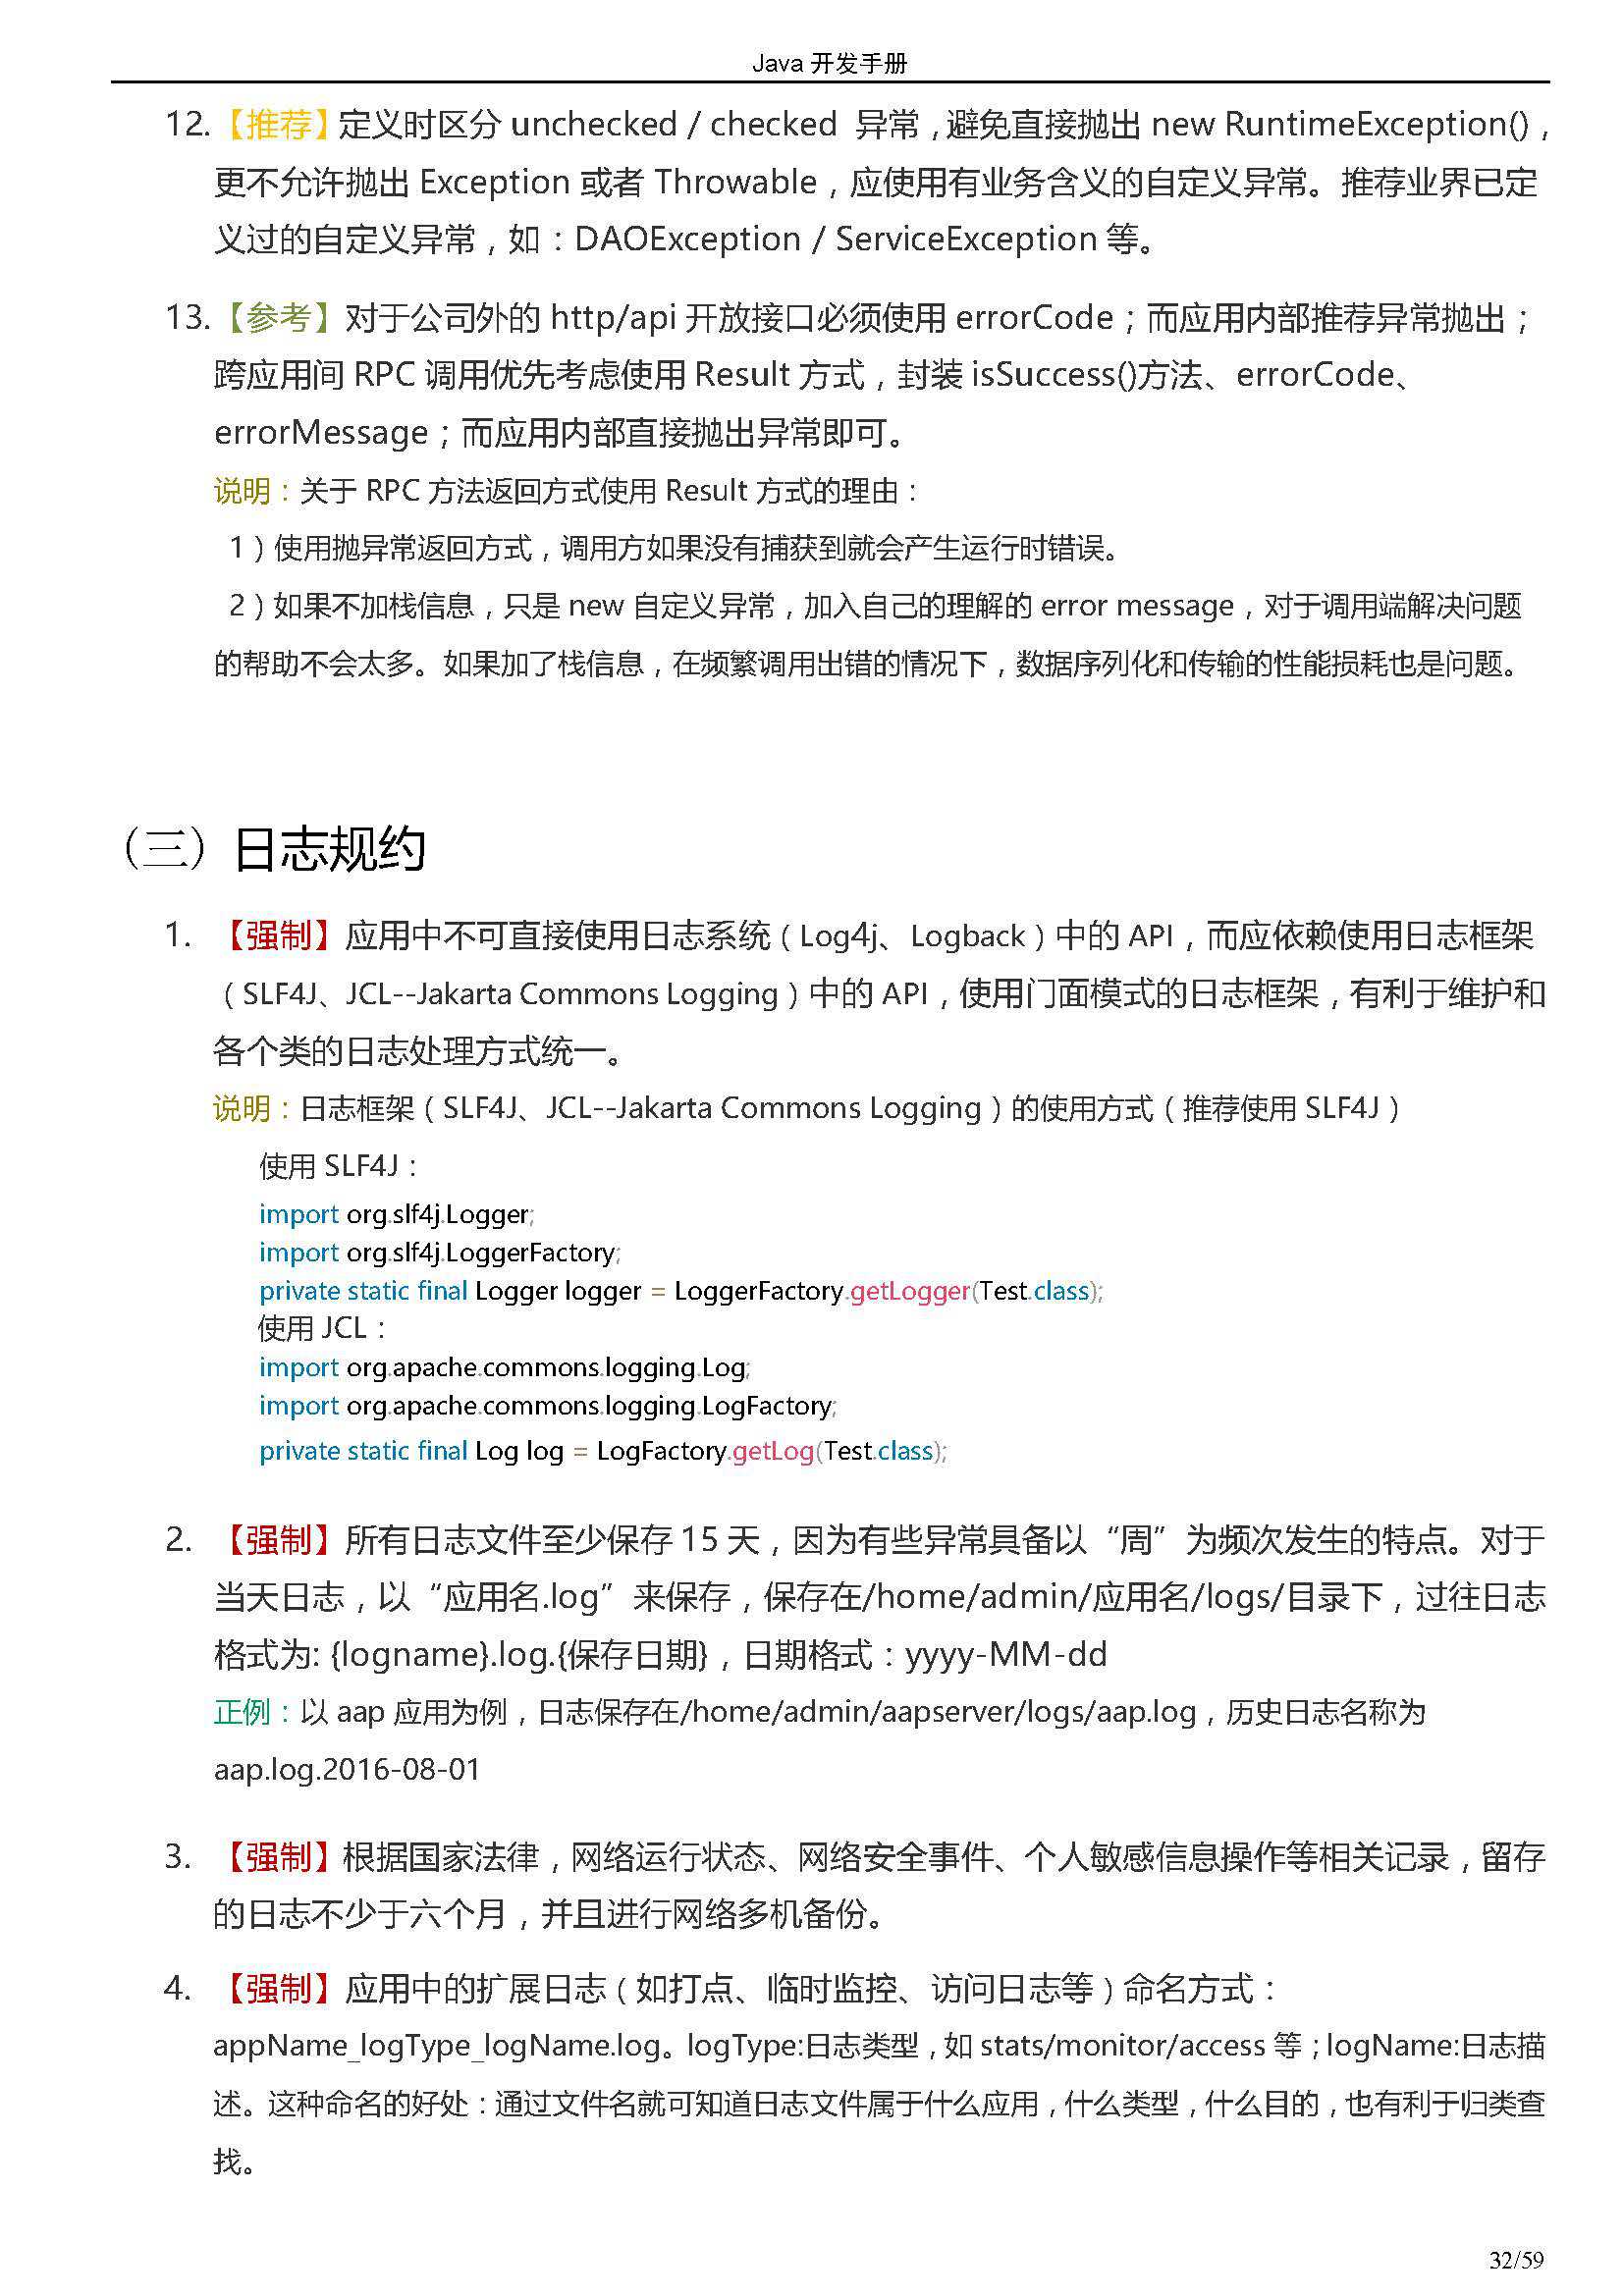 Java 开发手册
12.【推荐】定义时区分 unchecked / checked 异常，避免直接抛出 new RuntimeException()，
更不允许抛出 Exception 或者 Throwable，应使用有业务含义的自定义异常。推荐业界已定
义过的自定义异常，如：DAOException / ServiceException 等。
13.【参考】对于公司外的 http/api 开放接口必须使用 errorCode；而应用内部推荐异常抛出；
跨应用间 RPC 调用优先考虑使用 Result 方式，封装 isSuccess()方法、errorCode、
errorMessage；而应用内部直接抛出异常即可。
说明：关于 RPC 方法返回方式使用 Result 方式的理由：
1）使用抛异常返回方式，调用方如果没有捕获到就会产生运行时错误。
2）如果不加栈信息，只是 new 自定义异常，加入自己的理解的 error message，对于调用端解决问题
的帮助不会太多。如果加了栈信息，在频繁调用出错的情况下，数据序列化和传输的性能损耗也是问题。
（三）日志规约
1. 【强制】应用中不可直接使用日志系统（Log4j、Logback）中的 API，而应依赖使用日志框架
（SLF4J、JCL--Jakarta Commons Logging）中的 API，使用门面模式的日志框架，有利于维护和
各个类的日志处理方式统一。
说明：日志框架（SLF4J、JCL--Jakarta Commons Logging）的使用方式（推荐使用 SLF4J）
使用 SLF4J：
import org.slf4j.Logger;
import org.slf4j.LoggerFactory;
private static final Logger logger = LoggerFactory.getLogger(Test.class);
使用 JCL：
import org.apache.commons.logging.Log;
import org.apache.commons.logging.LogFactory;
private static final Log log = LogFactory.getLog(Test.class);
2. 【强制】所有日志文件至少保存 15 天，因为有些异常具备以“周”为频次发生的特点。对于
当天日志，以“应用名.log”来保存，保存在/home/admin/应用名/logs/目录下，过往日志
格式为: {logname}.log.{保存日期}，日期格式：yyyy-MM-dd
正例：以 aap 应用为例，日志保存在/home/admin/aapserver/logs/aap.log，历史日志名称为
aap.log.2016-08-01
3. 【强制】根据国家法律，网络运行状态、网络安全事件、个人敏感信息操作等相关记录，留存
的日志不少于六个月，并且进行网络多机备份。
4. 【强制】应用中的扩展日志（如打点、临时监控、访问日志等）命名方式：
appName_logType_logName.log。logType:日志类型，如 stats/monitor/access 等；logName:日志描
述。这种命名的好处：通过文件名就可知道日志文件属于什么应用，什么类型，什么目的，也有利于归类查
找。
32/59